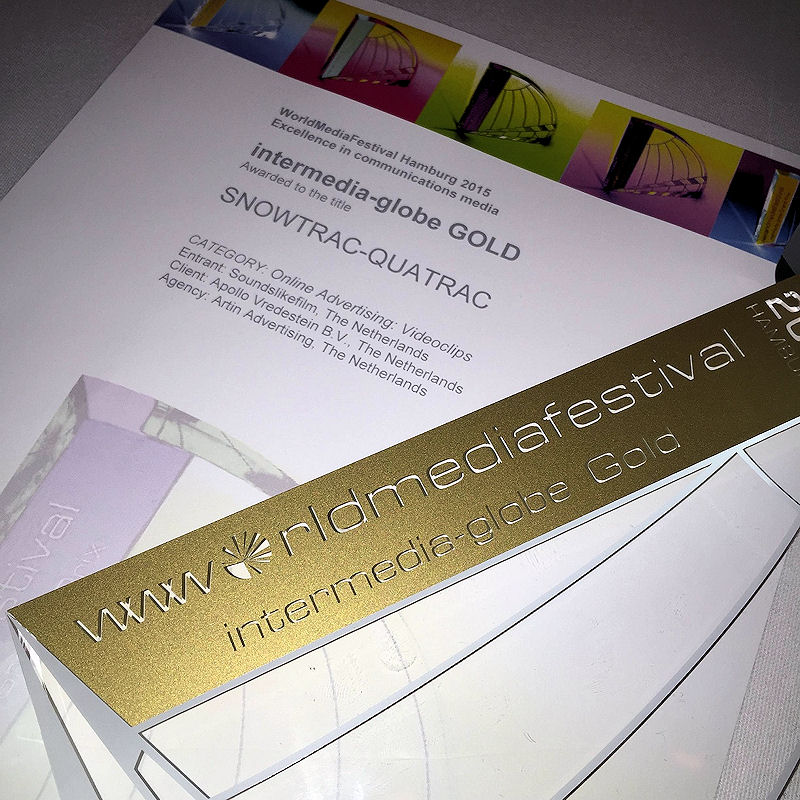 WorldMediaFestival Hamburg 2015
Excellence in communications media
intermedia-globe GOLD
Awarded to the title
SNOWTRAC-QUATRAC
CATEGORY: Online Advertising: Videoclips
Entrant: Soundslikefilm, The Netherlands
Client: Apollo Vredestein B.V., The Netherlands
Agency: Artin Advertising, The Netherlands
www rldmediafestival
intermedia-globe Gold